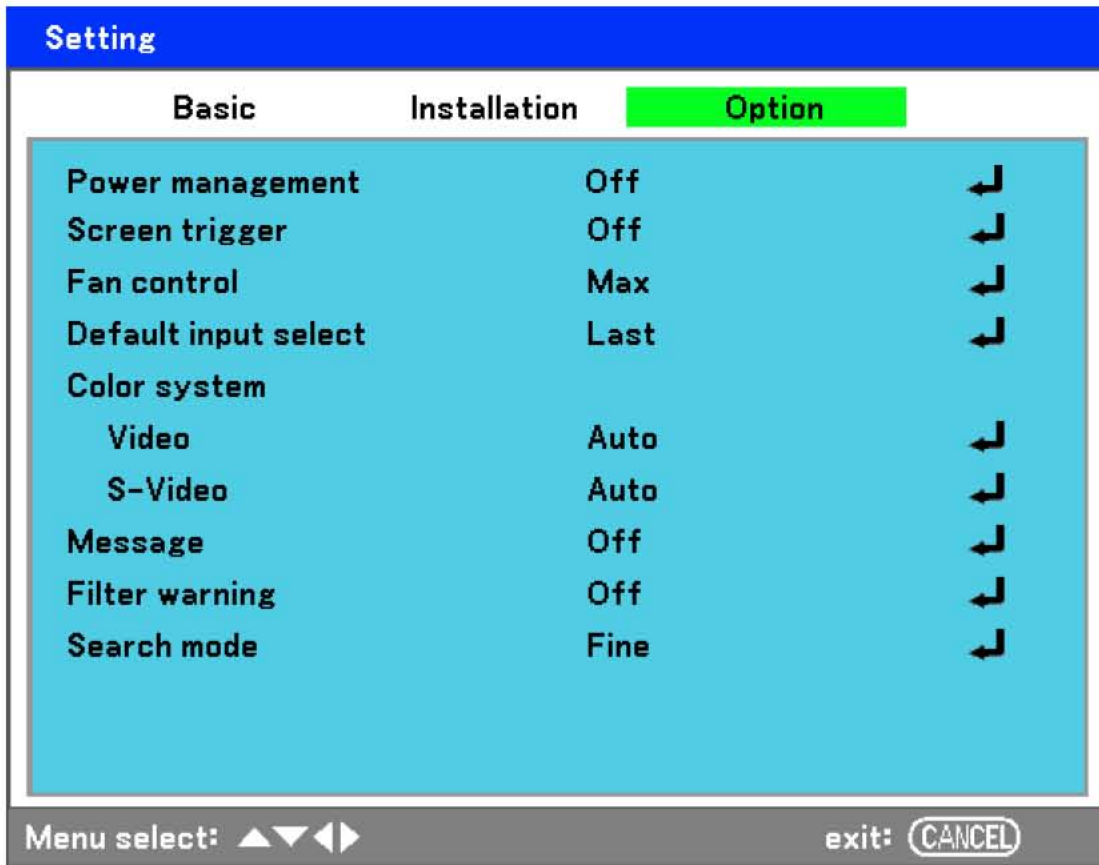 Setting
Basic Installation Option
Power management Off
Screen trigger Off
Fan control Max
Default input select Last
Color system
Video Auto
S-Video Auto
Message Off
Filter warning Off
Search mode Fine
Menu select: ▲▼◀▶ exit: CANCEL